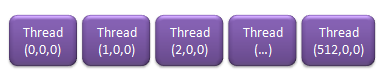 Thread
(0,0,0)
Thread
(1,0,0)
Thread
(2,0,0)
Thread
(...)
Thread
(512,0,0)